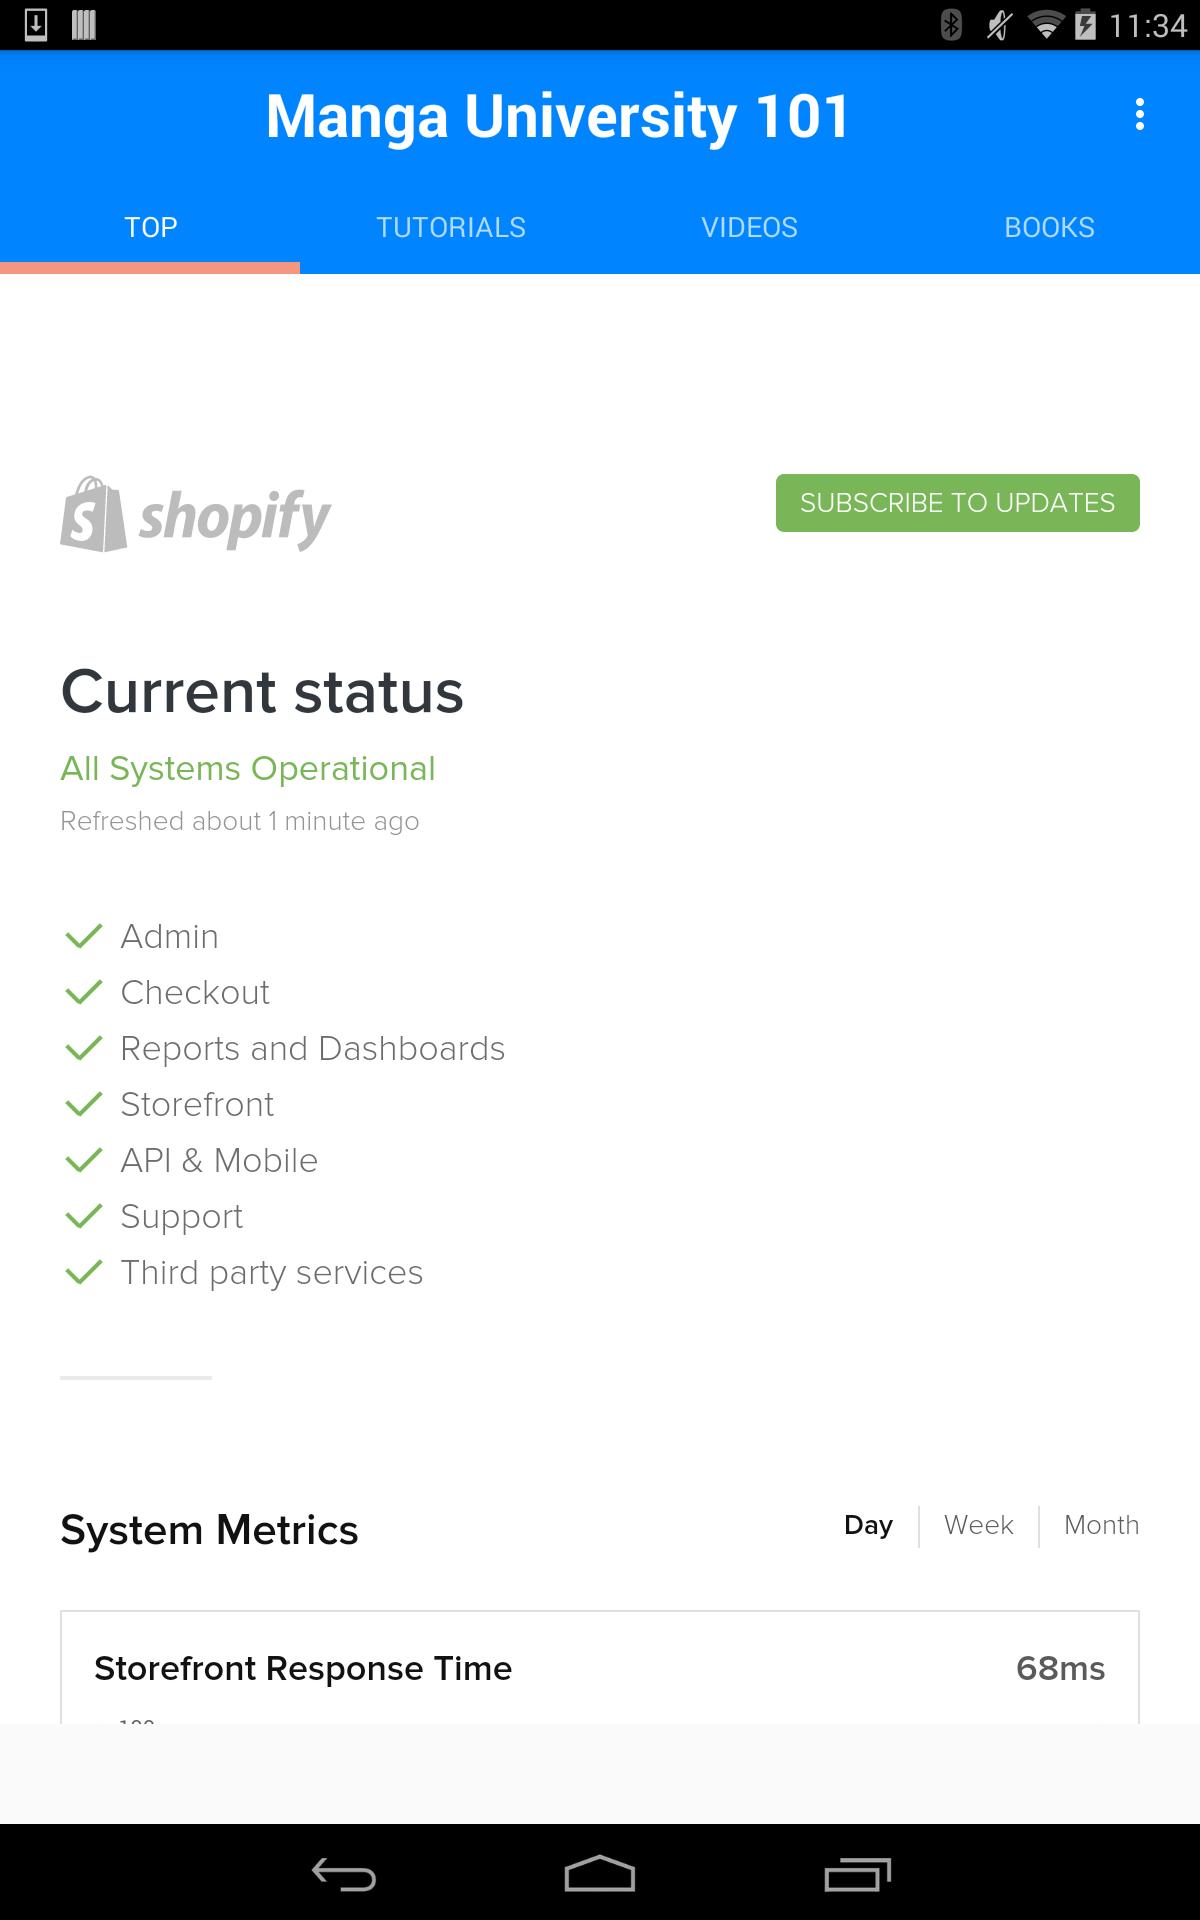 11:34
Manga University 101
TOP TUTORIALS VIDEOS BOOKS
shopify SUBSCRIBE TO UPDATES
Current status
All Systems Operational
Refreshed about 1 minute ago
Admin
Checkout
Reports and Dashboards
Storefront
API & Mobile
Support
Third party services
System Metrics Day Week Month
Storefront Response Time 68ms